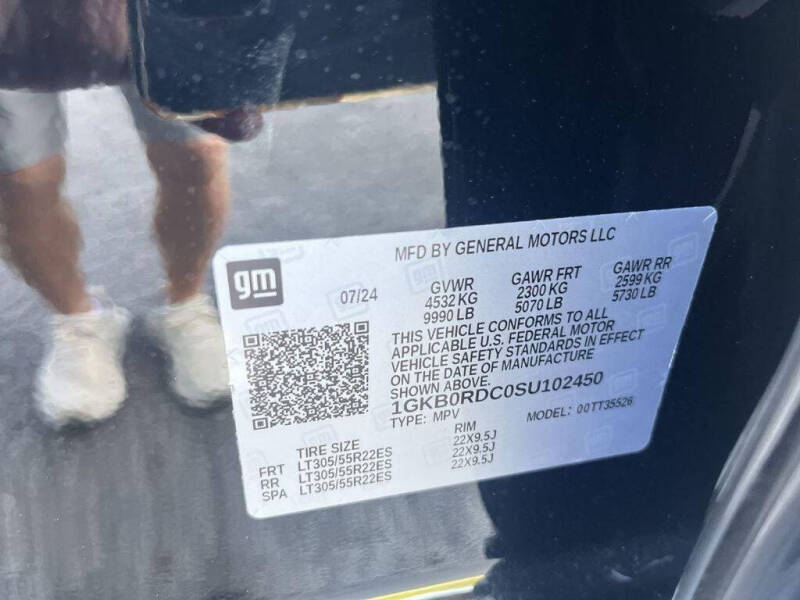 MFD BY GENERAL MOTORS LLC
gm
07/24
GVWR
4532 KG
9990 LB
GAWR FRT
2300 KG
5070 LB
GAWR RR
2599 KG
5730 LB
THIS VEHICLE CONFORMS TO ALL
APPLICABLE U.S. FEDERAL MOTOR
VEHICLE SAFETY STANDARDS IN EFFECT
ON THE DATE OF MANUFACTURE
SHOWN ABOVE.
1GKB0RDC0SU102450
TYPE: MPV
MODEL: 00TT35526
TIRE SIZE
RIM
FRT LT305/55R22ES 22X9.5J
RR LT305/55R22ES 22X9.5J
SPA LT305/55R22ES 22X9.5J